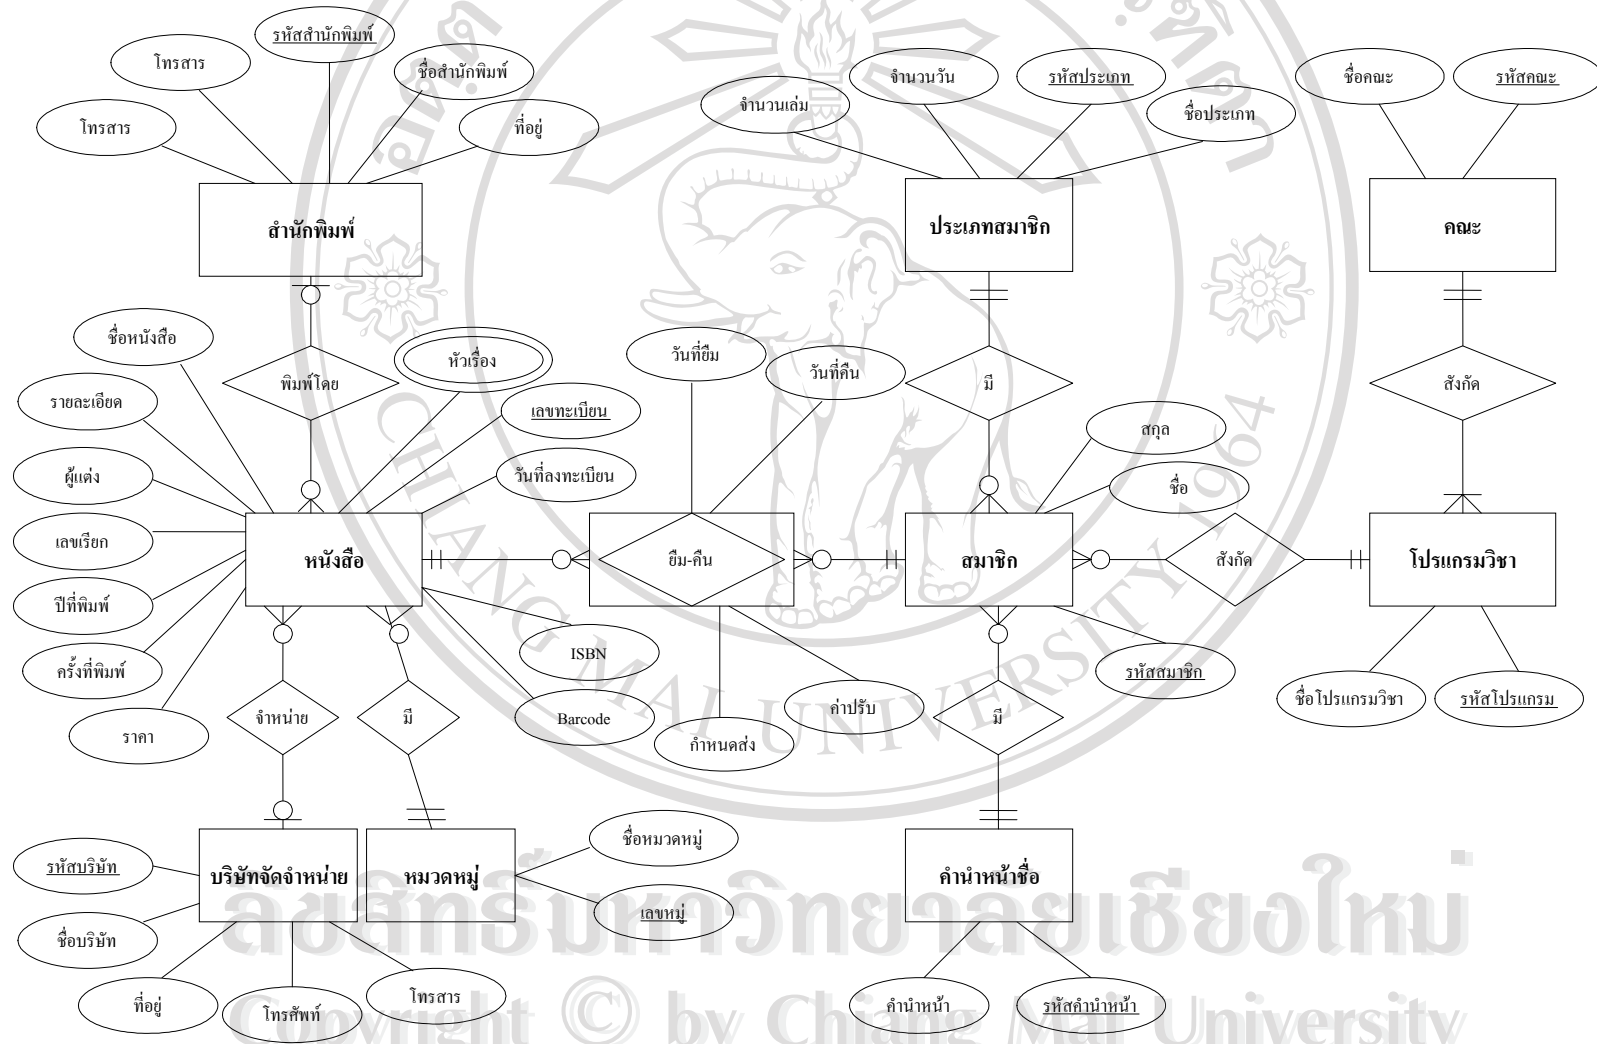 รหัสสำนักพิมพ์
โทรสาร
ชื่อสำนักพิมพ์
โทรสาร
ที่อยู่
สำนักพิมพ์
จำนวนวัน
รหัสประเภท
จำนวนเล่ม
ชื่อประเภท
ประเภทสมาชิก
ชื่อคณะ
รหัสคณะ
คณะ
ชื่อหนังสือ
พิมพ์โดย
หัวเรื่อง
วันที่ยืม
วันที่คืน
มี
สังกัด
รายละเอียด
เลขทะเบียน
สกุล
ผู้แต่ง
วันที่ลงทะเบียน
ชื่อ
เลขเรียก
หนังสือ
ยืม-คืน
สมาชิก
สังกัด
โปรแกรมวิชา
ปีที่พิมพ์
ครั้งที่พิมพ์
ISBN
รหัสสมาชิก
ราคา
จำหน่าย
มี
Barcode
กำหนดส่ง
ค่าปรับ
มี
ชื่อโปรแกรมวิชา
รหัสโปรแกรม
รหัสบริษัท
บริษัทจัดจำหน่าย
หมวดหมู่
ชื่อหมวดหมู่
เลขหมู่
คำนำหน้าชื่อ
ชื่อบริษัท
ที่อยู่
โทรศัพท์
โทรสาร
คำนำหน้า
รหัสคำนำหน้า
CHIANG MAI UNIVERSITY 1964
ลิขสิทธิ์มหาวิทยาลัยเชียงใหม่
Copyright © by Chiang Mai University